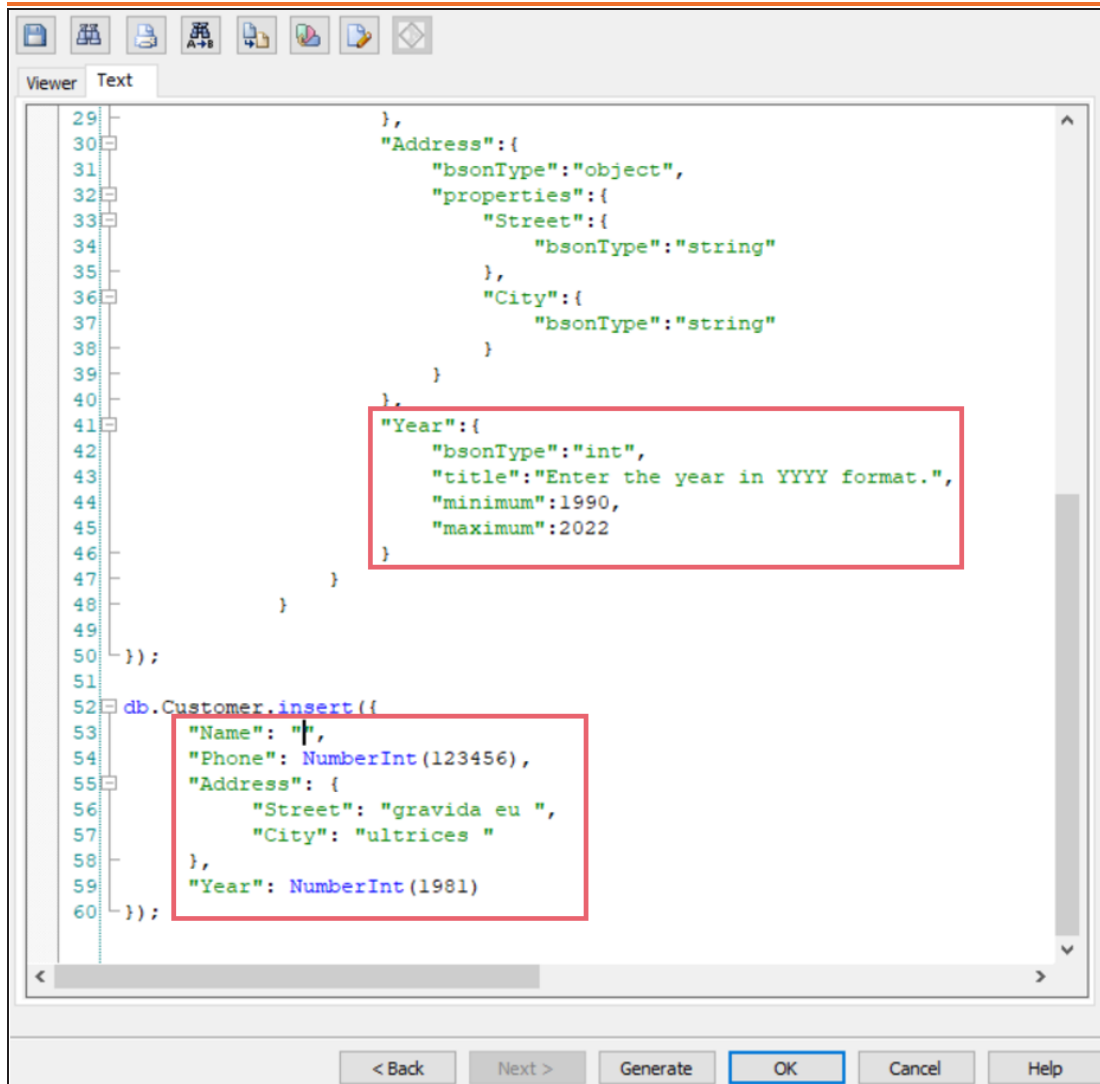 A→B
Viewer Text
29 },
30 "Address":{
31 "bsonType":"object",
32 "properties":{
33 "Street":{
34 "bsonType":"string"
35 },
36 "City":{
37 "bsonType":"string"
38 }
39 }
40 },
41 "Year":{
42 "bsonType":"int",
43 "title":"Enter the year in YYYY format.",
44 "minimum":1990,
45 "maximum":2022
46 }
47 }
48 }
49
50 });
51
52 db.Customer.insert({
53 "Name": "",
54 "Phone": NumberInt(123456),
55 "Address": {
56 "Street": "gravida eu ",
57 "City": "ultrices "
58 },
59 "Year": NumberInt(1981)
60 });
< Back Next > Generate OK Cancel Help